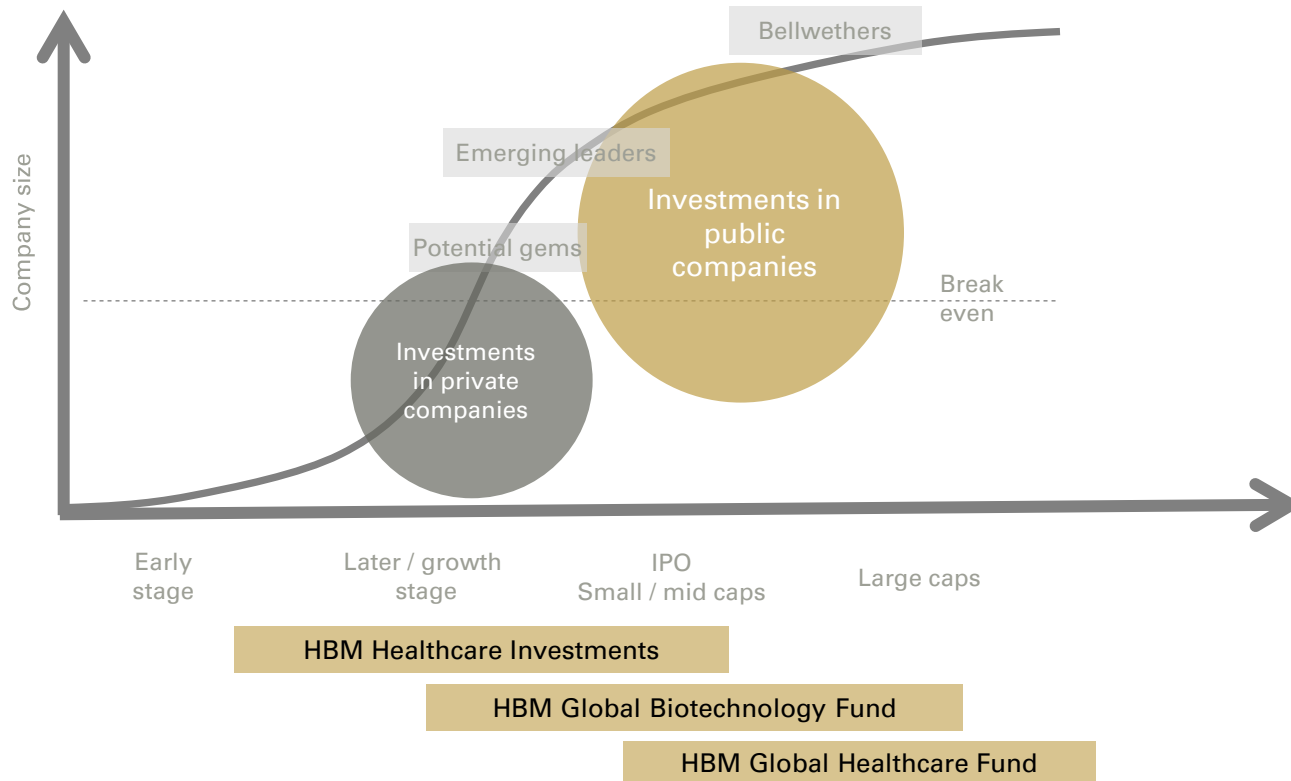 Bellwethers
Emerging leaders
Investments in
public
companies
Potential gems
Company size
Break
even
Investments
in private
companies
Early
stage
Later / growth
stage
IPO
Small / mid caps
Large caps
HBM Healthcare Investments
HBM Global Biotechnology Fund
HBM Global Healthcare Fund